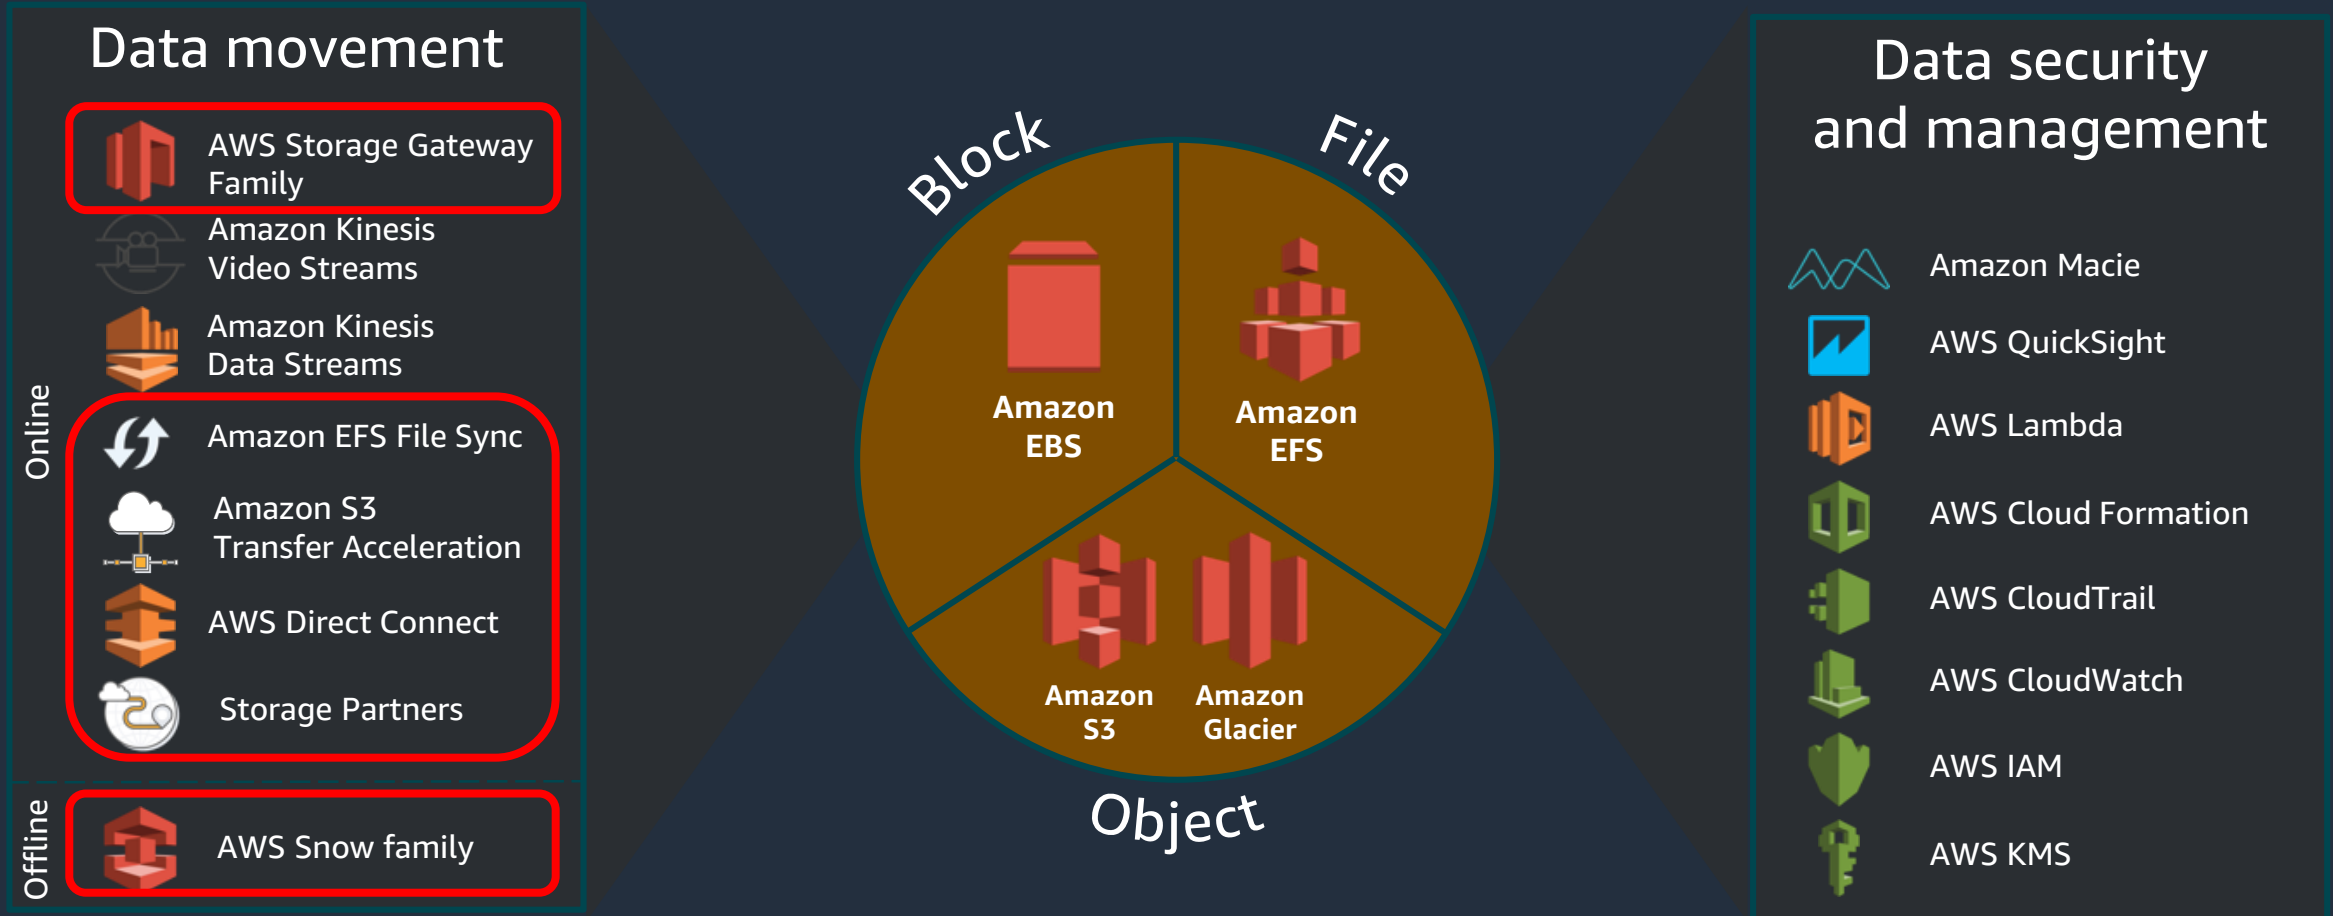 Data movement
AWS Storage Gateway
Family
Amazon Kinesis
Video Streams
Amazon Kinesis
Data Streams
Online
Amazon EFS File Sync
Amazon S3
Transfer Acceleration
AWS Direct Connect
Storage Partners
Offline
AWS Snow family
Block
File
Amazon
EBS
Amazon
EFS
Amazon
S3
Amazon
Glacier
Object
Data security
and management
Amazon Macie
AWS QuickSight
AWS Lambda
AWS Cloud Formation
AWS CloudTrail
AWS CloudWatch
AWS IAM
AWS KMS